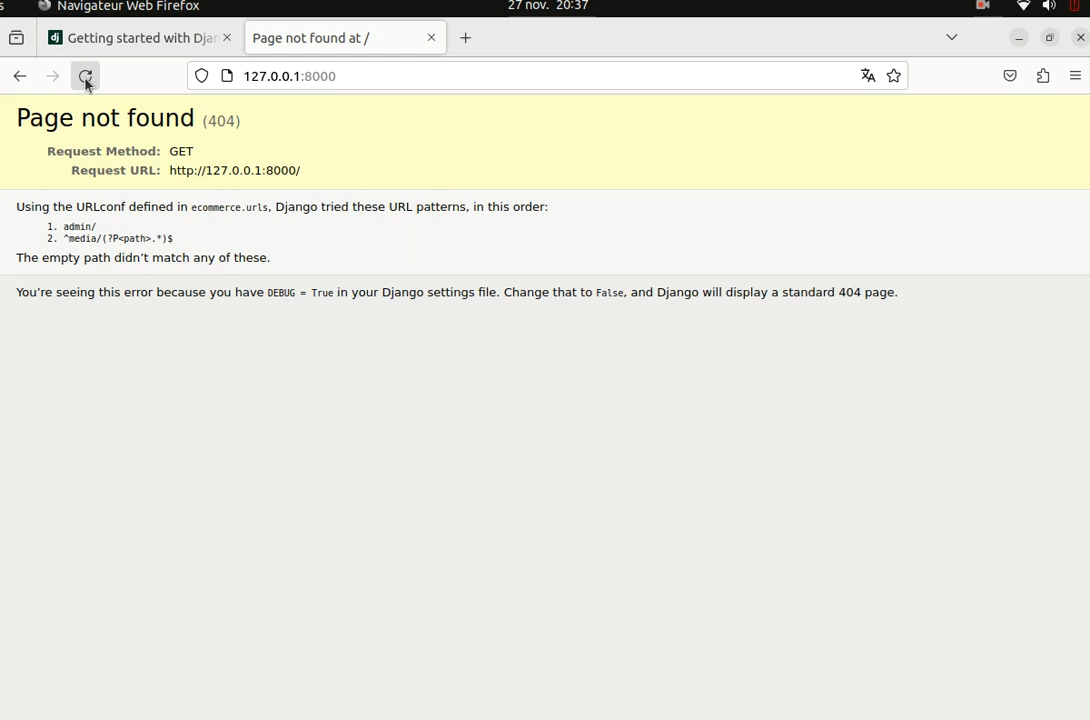 s Navigateur Web Firefox 27 nov. 20:37
Getting started with Djan Page not found at /
127.0.0.1:8000
Page not found (404)
Request Method: GET
Request URL: http://127.0.0.1:8000/
Using the URLconf defined in ecommerce.urls, Django tried these URL patterns, in this order:
1. admin/
2. ^media/(?P<path>.*)$
The empty path didn’t match any of these.
You’re seeing this error because you have DEBUG = True in your Django settings file. Change that to False, and Django will display a standard 404 page.